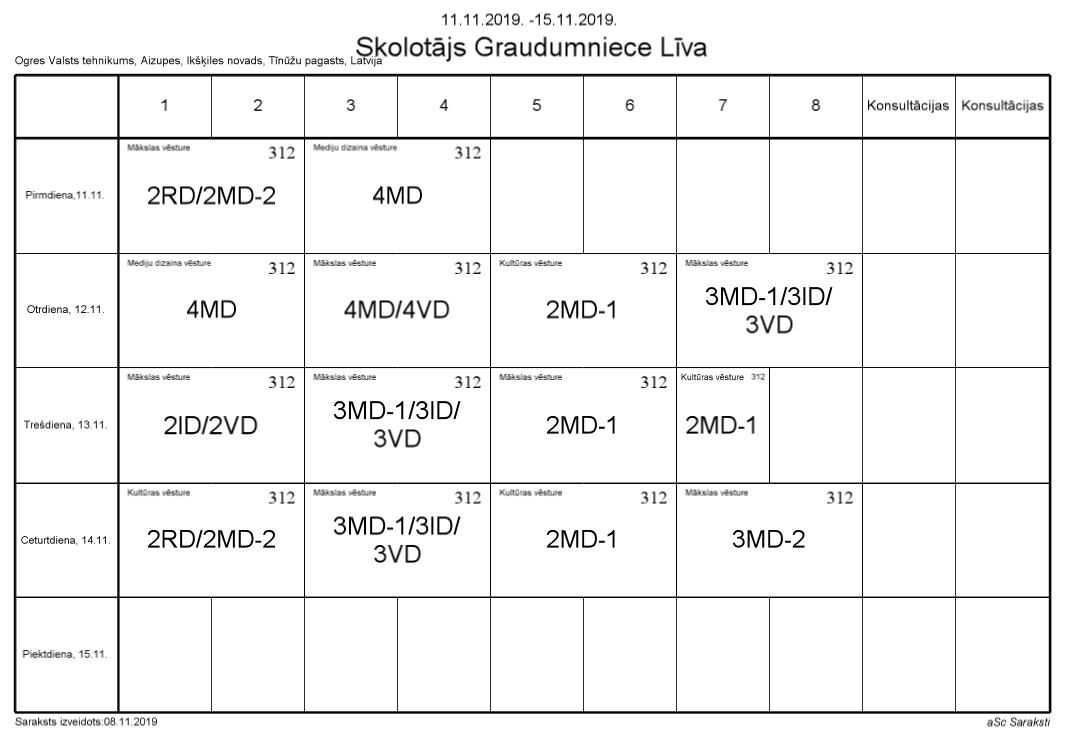 11.11.2019. -15.11.2019.
Skolotājs Graudumniece Līva
Ogres Valsts tehnikums, Aizupes, Ikšķiles novads, Tīnūžu pagasts, Latvija
1 2 3 4 5 6 7 8 Konsultācijas Konsultācijas
Mākslas vēsture 312 Mediju dizaina vēsture 312
Pirmdiena,11.11. 2RD/2MD-2 4MD
Mediju dizaina vēsture 312 Mākslas vēsture 312 Kultūras vēsture 312 Mākslas vēsture 312
Otrdiena, 12.11. 4MD 4MD/4VD 2MD-1 3MD-1/3ID/
3VD
Mākslas vēsture 312 Mākslas vēsture 312 Mākslas vēsture 312 Kultūras vēsture 312
Trešdiena, 13.11. 2ID/2VD 3MD-1/3ID/ 2MD-1 2MD-1
3VD
Kultūras vēsture 312 Mākslas vēsture 312 Kultūras vēsture 312 Mākslas vēsture 312
Ceturtdiena, 14.11. 2RD/2MD-2 3MD-1/3ID/ 2MD-1 3MD-2
3VD
Piektdiena, 15.11.
Saraksts izveidots:08.11.2019 aSc Saraksti